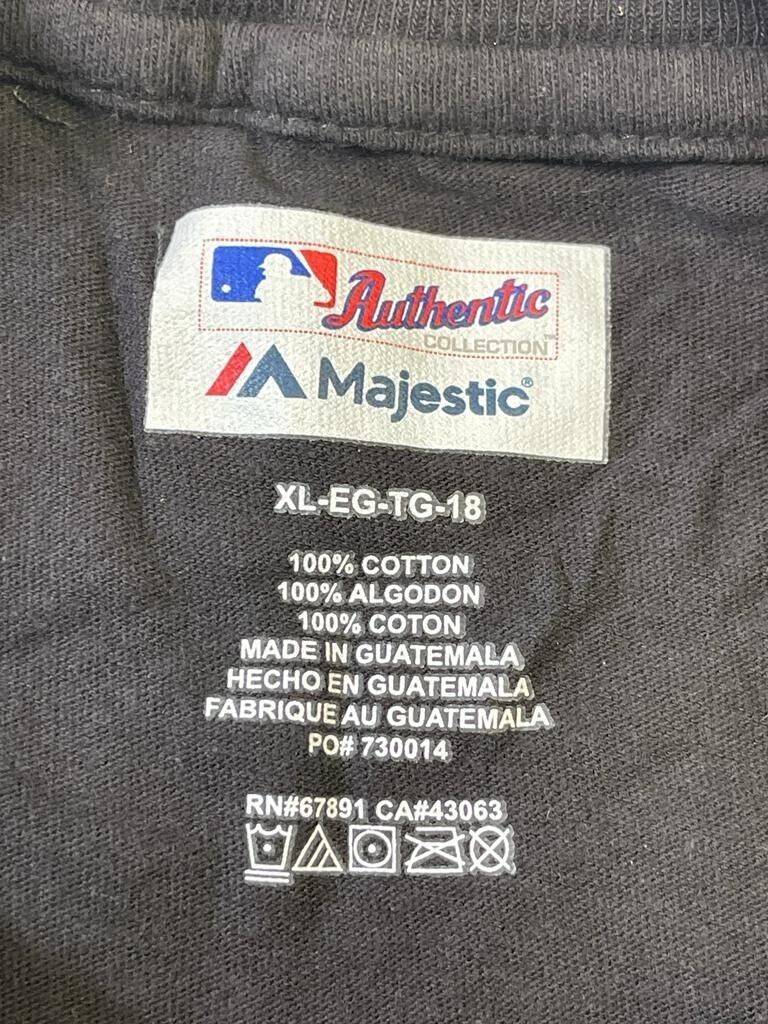 Authentic
COLLECTION™
Majestic®
XL-EG-TG-18
100% COTTON
100% ALGODON
100% COTON
MADE IN GUATEMALA
HECHO EN GUATEMALA
FABRIQUE AU GUATEMALA
PO# 730014
RN#67891 CA#43063